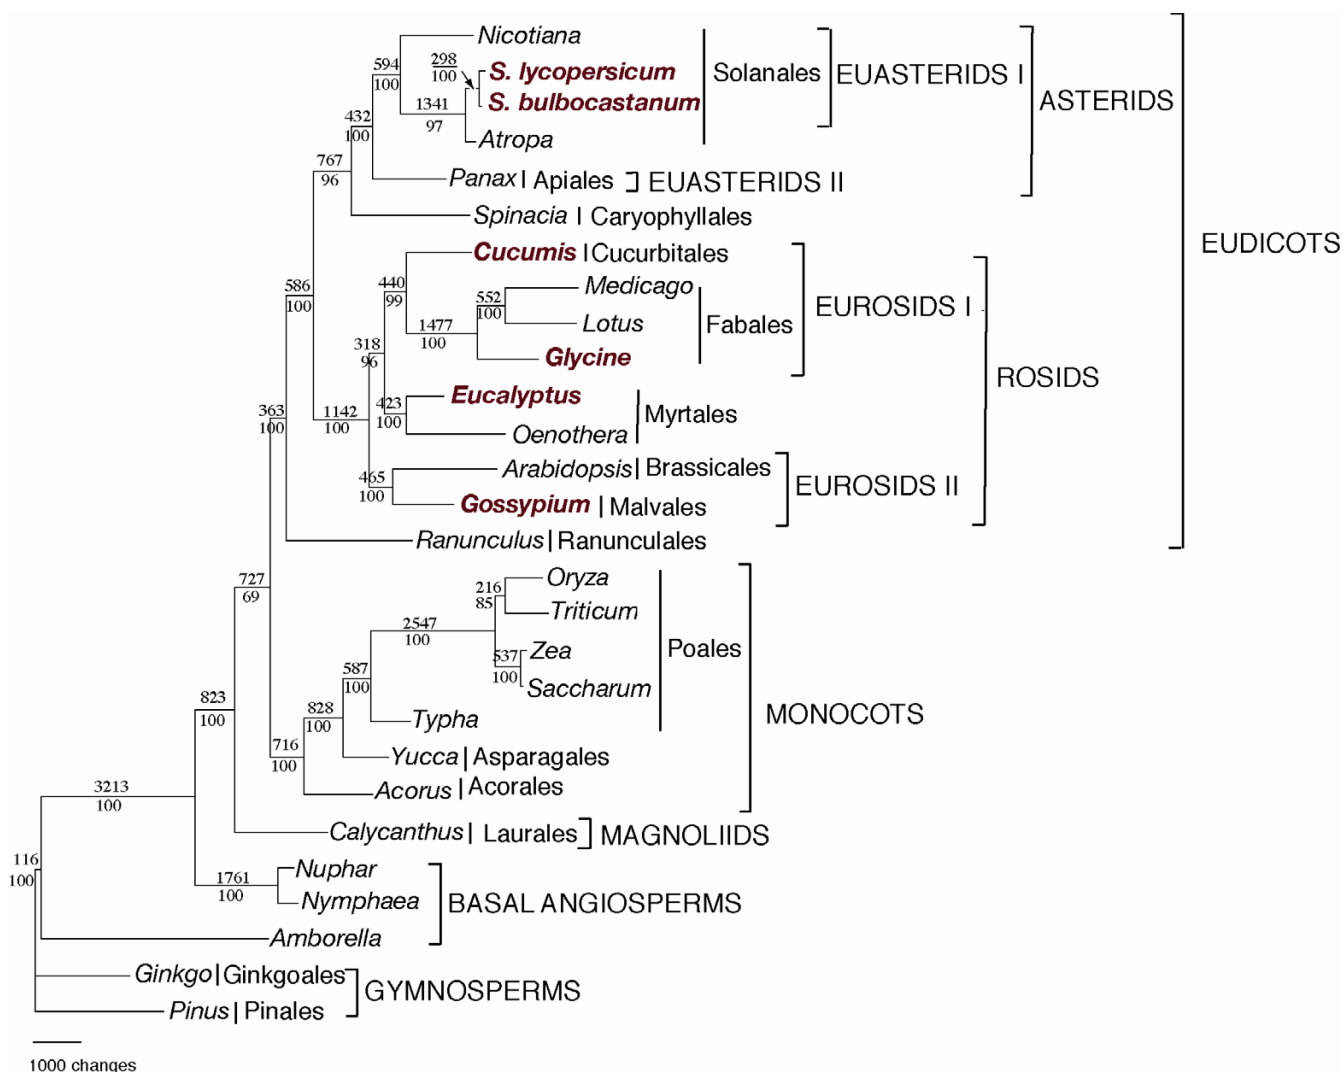 Nicotiana
298
594
S. lycopersicum
100
100
Solanales
EUASTERIDS I
1341
S. bulbocastanum
ASTERIDS
432
97
100
Atropa
767
96
Panax
Apiales
EUASTERIDS II
Spinacia
Caryophyllales
EUDICOTS
Cucumis
Cucurbitales
586
440
Medicago
100
99
552
EUROSIDS I
1477
100
Lotus
Fabales
318
100
96
Glycine
ROSIDS
Eucalyptus
363
1142
423
Myrtales
100
100
100
Oenothera
465
Arabidopsis
Brassicales
100
EUROSIDS II
Gossypium
Malvales
Ranunculus
Ranunculales
727
216
Oryza
69
85
Triticum
2547
100
537
Zea
Poales
587
100
100
Saccharum
823
828
MONOCOTS
100
100
Typha
716
100
Yucca
Asparagales
3213
Acorus
Acorales
100
Calycanthus
Laurales
MAGNOLIIDS
116
Nuphar
100
1761
100
Nymphaea
BASAL ANGIOSPERMS
Amborella
Ginkgo
Ginkgoales
GYMNOSPERMS
Pinus
Pinales
1000 changes